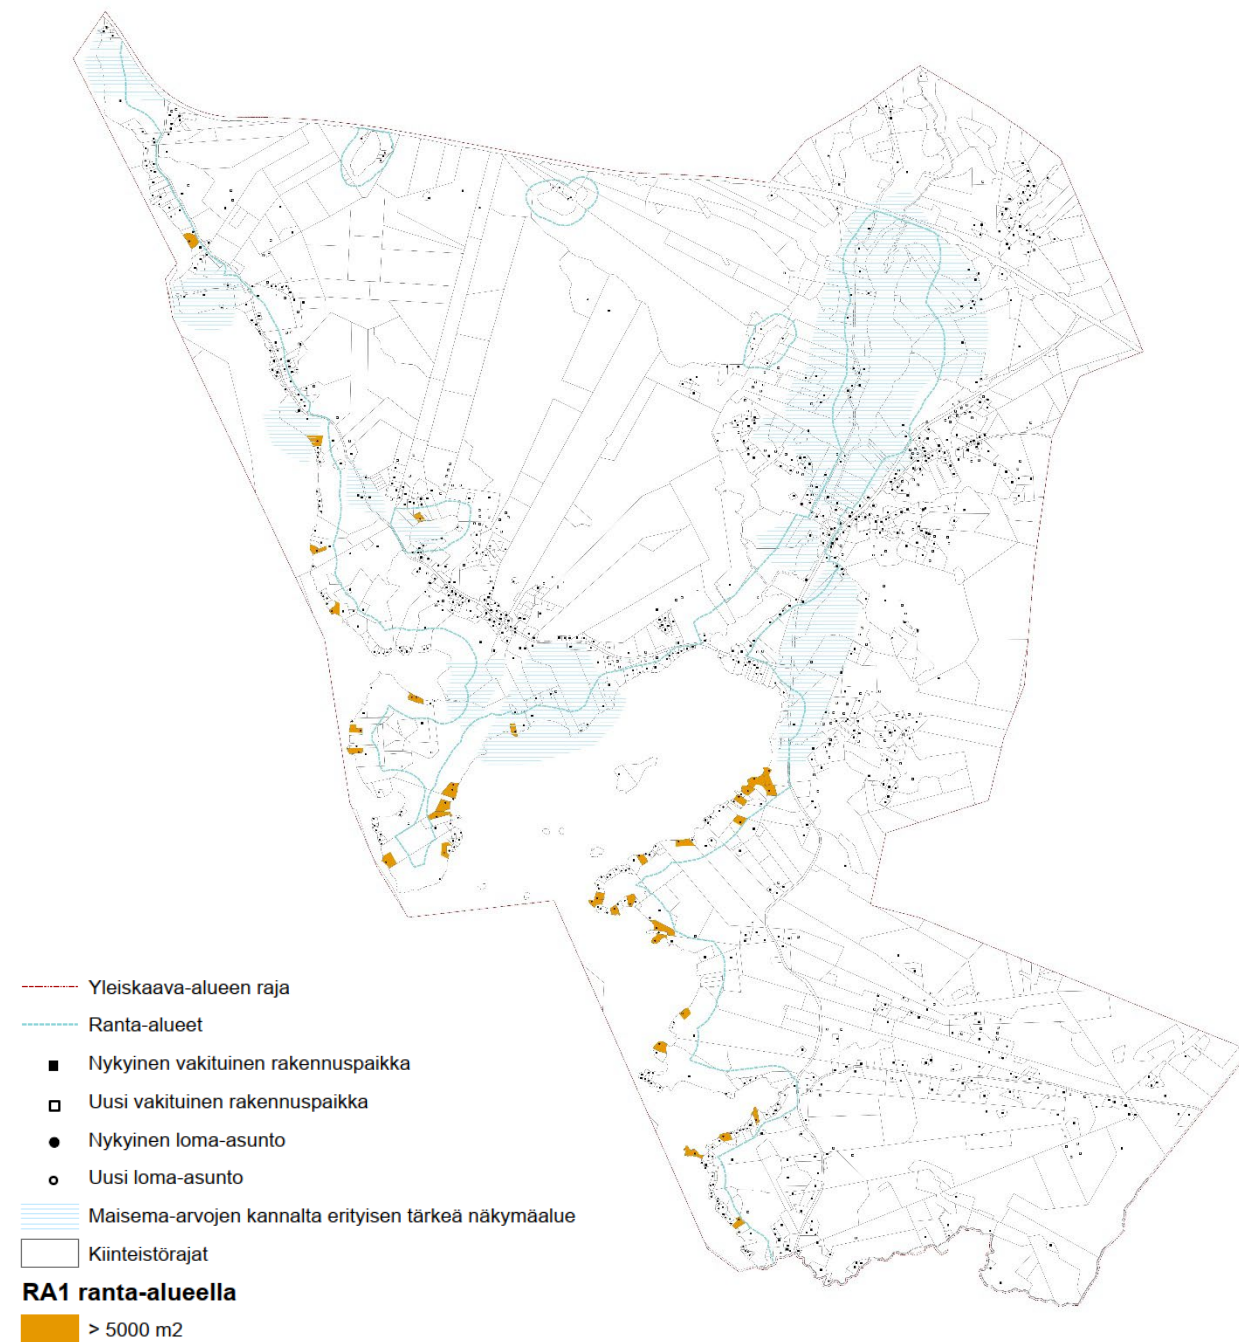 Yleiskaava-alueen raja
Ranta-alueet
Nykyinen vakituinen rakennuspaikka
Uusi vakituinen rakennuspaikka
Nykyinen loma-asunto
Uusi loma-asunto
Maisema-arvojen kannalta erityisen tärkeä näkymäalue
Kiinteistörajat
RA1 ranta-alueella
> 5000 m2